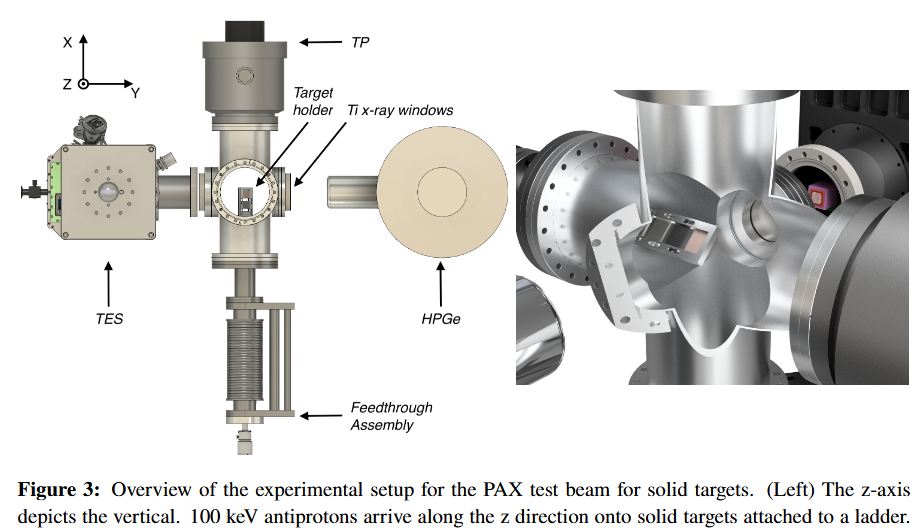 X
TP
Z
Y
Target
holder
Ti x-ray windows
TES
HPGe
Feedthrough
Assembly
Figure 3: Overview of the experimental setup for the PAX test beam for solid targets. (Left) The z-axis
depicts the vertical. 100 keV antiprotons arrive along the z direction onto solid targets attached to a ladder.